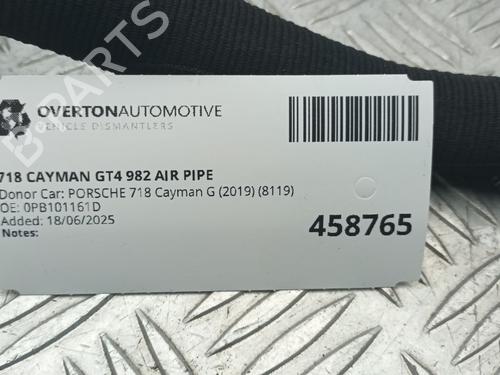 OVERTONAUTOMOTIVE
VEHICLE DISMANTLERS
718 CAYMAN GT4 982 AIR PIPE
Donor Car: PORSCHE 718 Cayman G (2019) (8119)
OE: 0PB101161D
Added: 18/06/2025
Notes:
458765
B-PARTS